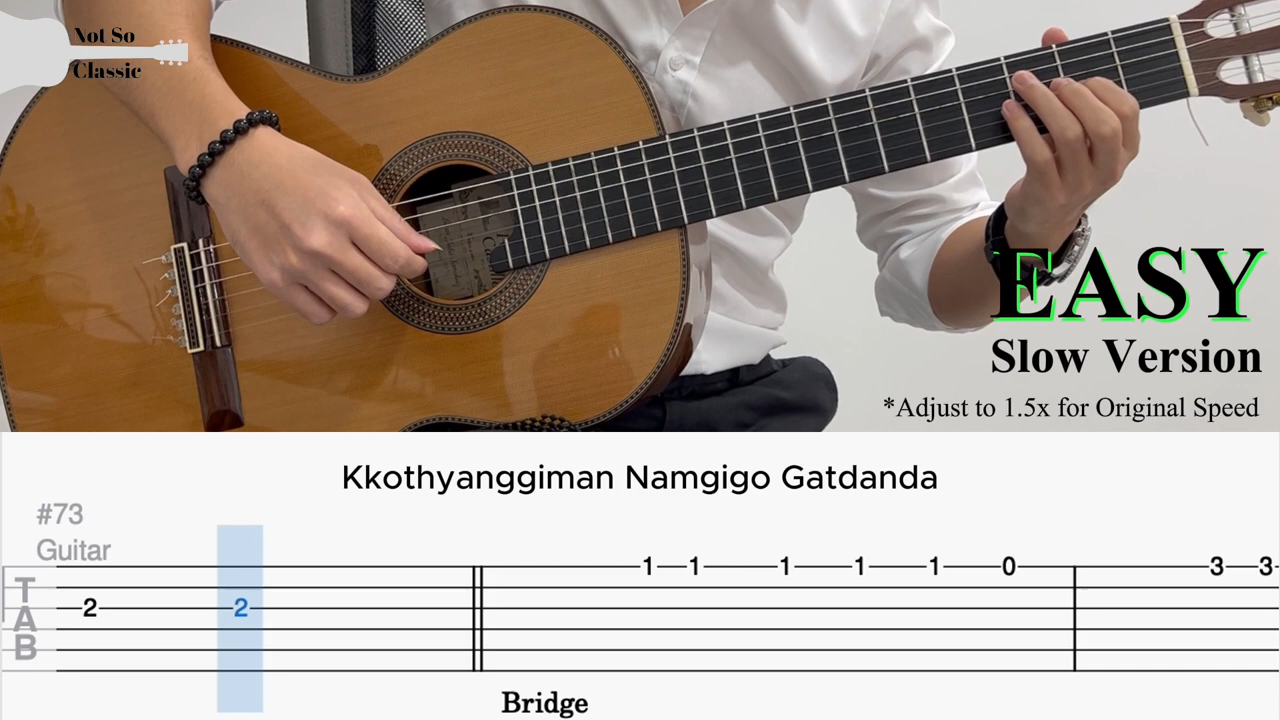 Not So
Classic
EASY
Slow Version
*Adjust to 1.5x for Original Speed
Kkothyanggiman Namgigo Gatdanda
#73
Guitar
T
A
B
2 2 1 1 1 1 1 0 3 3
Bridge